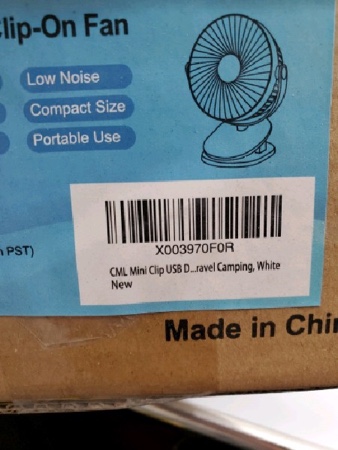 Clip-On Fan
Low Noise
Compact Size
Portable Use
PST)
X003970F0R
CML Mini Clip USB D...ravel Camping, White
New
Made in Chi